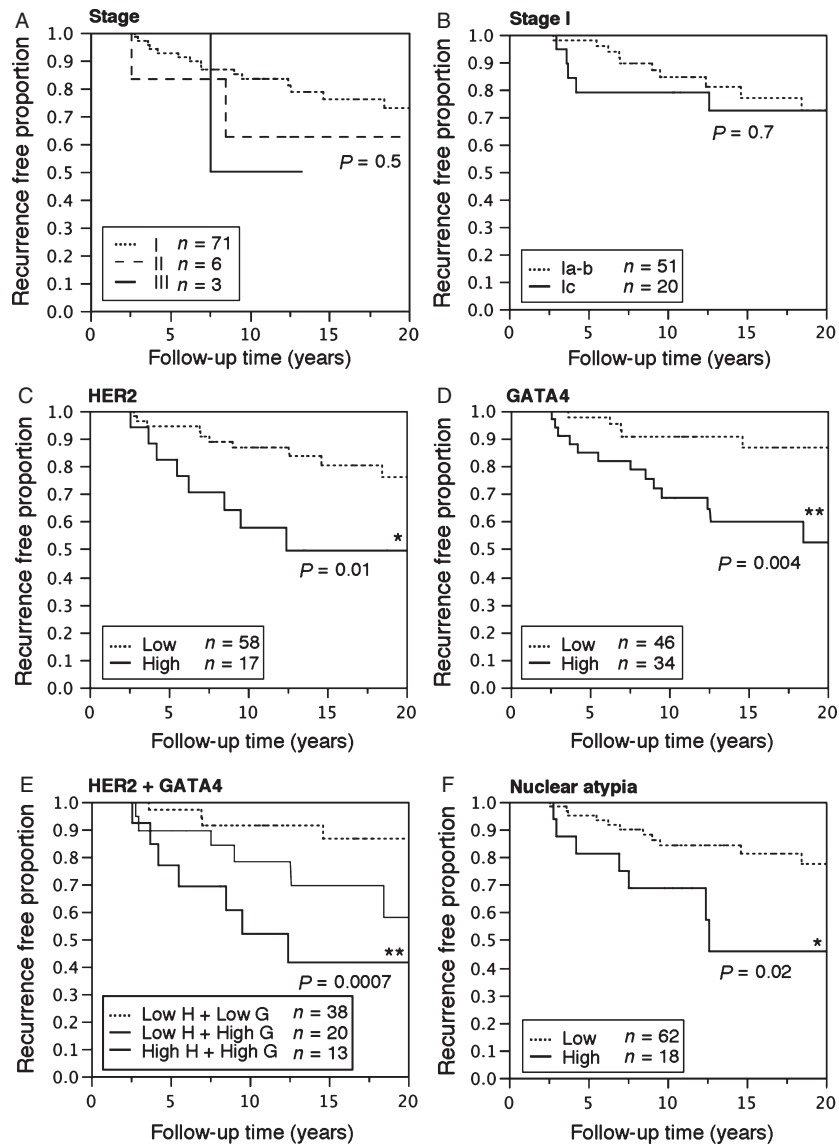 A Stage
Recurrence free proportion
1.0
0.9
0.8
0.7
0.6
0.5
0.4
0.3
0.2
0.1
0.0
P = 0.5
I n = 71
II n = 6
III n = 3
0 5 10 15 20
Follow-up time (years)
B Stage I
Recurrence free proportion
1.0
0.9
0.8
0.7
0.6
0.5
0.4
0.3
0.2
0.1
0.0
P = 0.7
Ia-b n = 51
Ic n = 20
0 5 10 15 20
Follow-up time (years)
C HER2
Recurrence free proportion
1.0
0.9
0.8
0.7
0.6
0.5
0.4
0.3
0.2
0.1
0.0
*
P = 0.01
Low n = 58
High n = 17
0 5 10 15 20
Follow-up time (years)
D GATA4
Recurrence free proportion
1.0
0.9
0.8
0.7
0.6
0.5
0.4
0.3
0.2
0.1
0.0
**
P = 0.004
Low n = 46
High n = 34
0 5 10 15 20
Follow-up time (years)
E HER2 + GATA4
Recurrence free proportion
1.0
0.9
0.8
0.7
0.6
0.5
0.4
0.3
0.2
0.1
0.0
**
P = 0.0007
Low H + Low G n = 38
Low H + High G n = 20
High H + High G n = 13
0 5 10 15 20
Follow-up time (years)
F Nuclear atypia
Recurrence free proportion
1.0
0.9
0.8
0.7
0.6
0.5
0.4
0.3
0.2
0.1
0.0
*
P = 0.02
Low n = 62
High n = 18
0 5 10 15 20
Follow-up time (years)